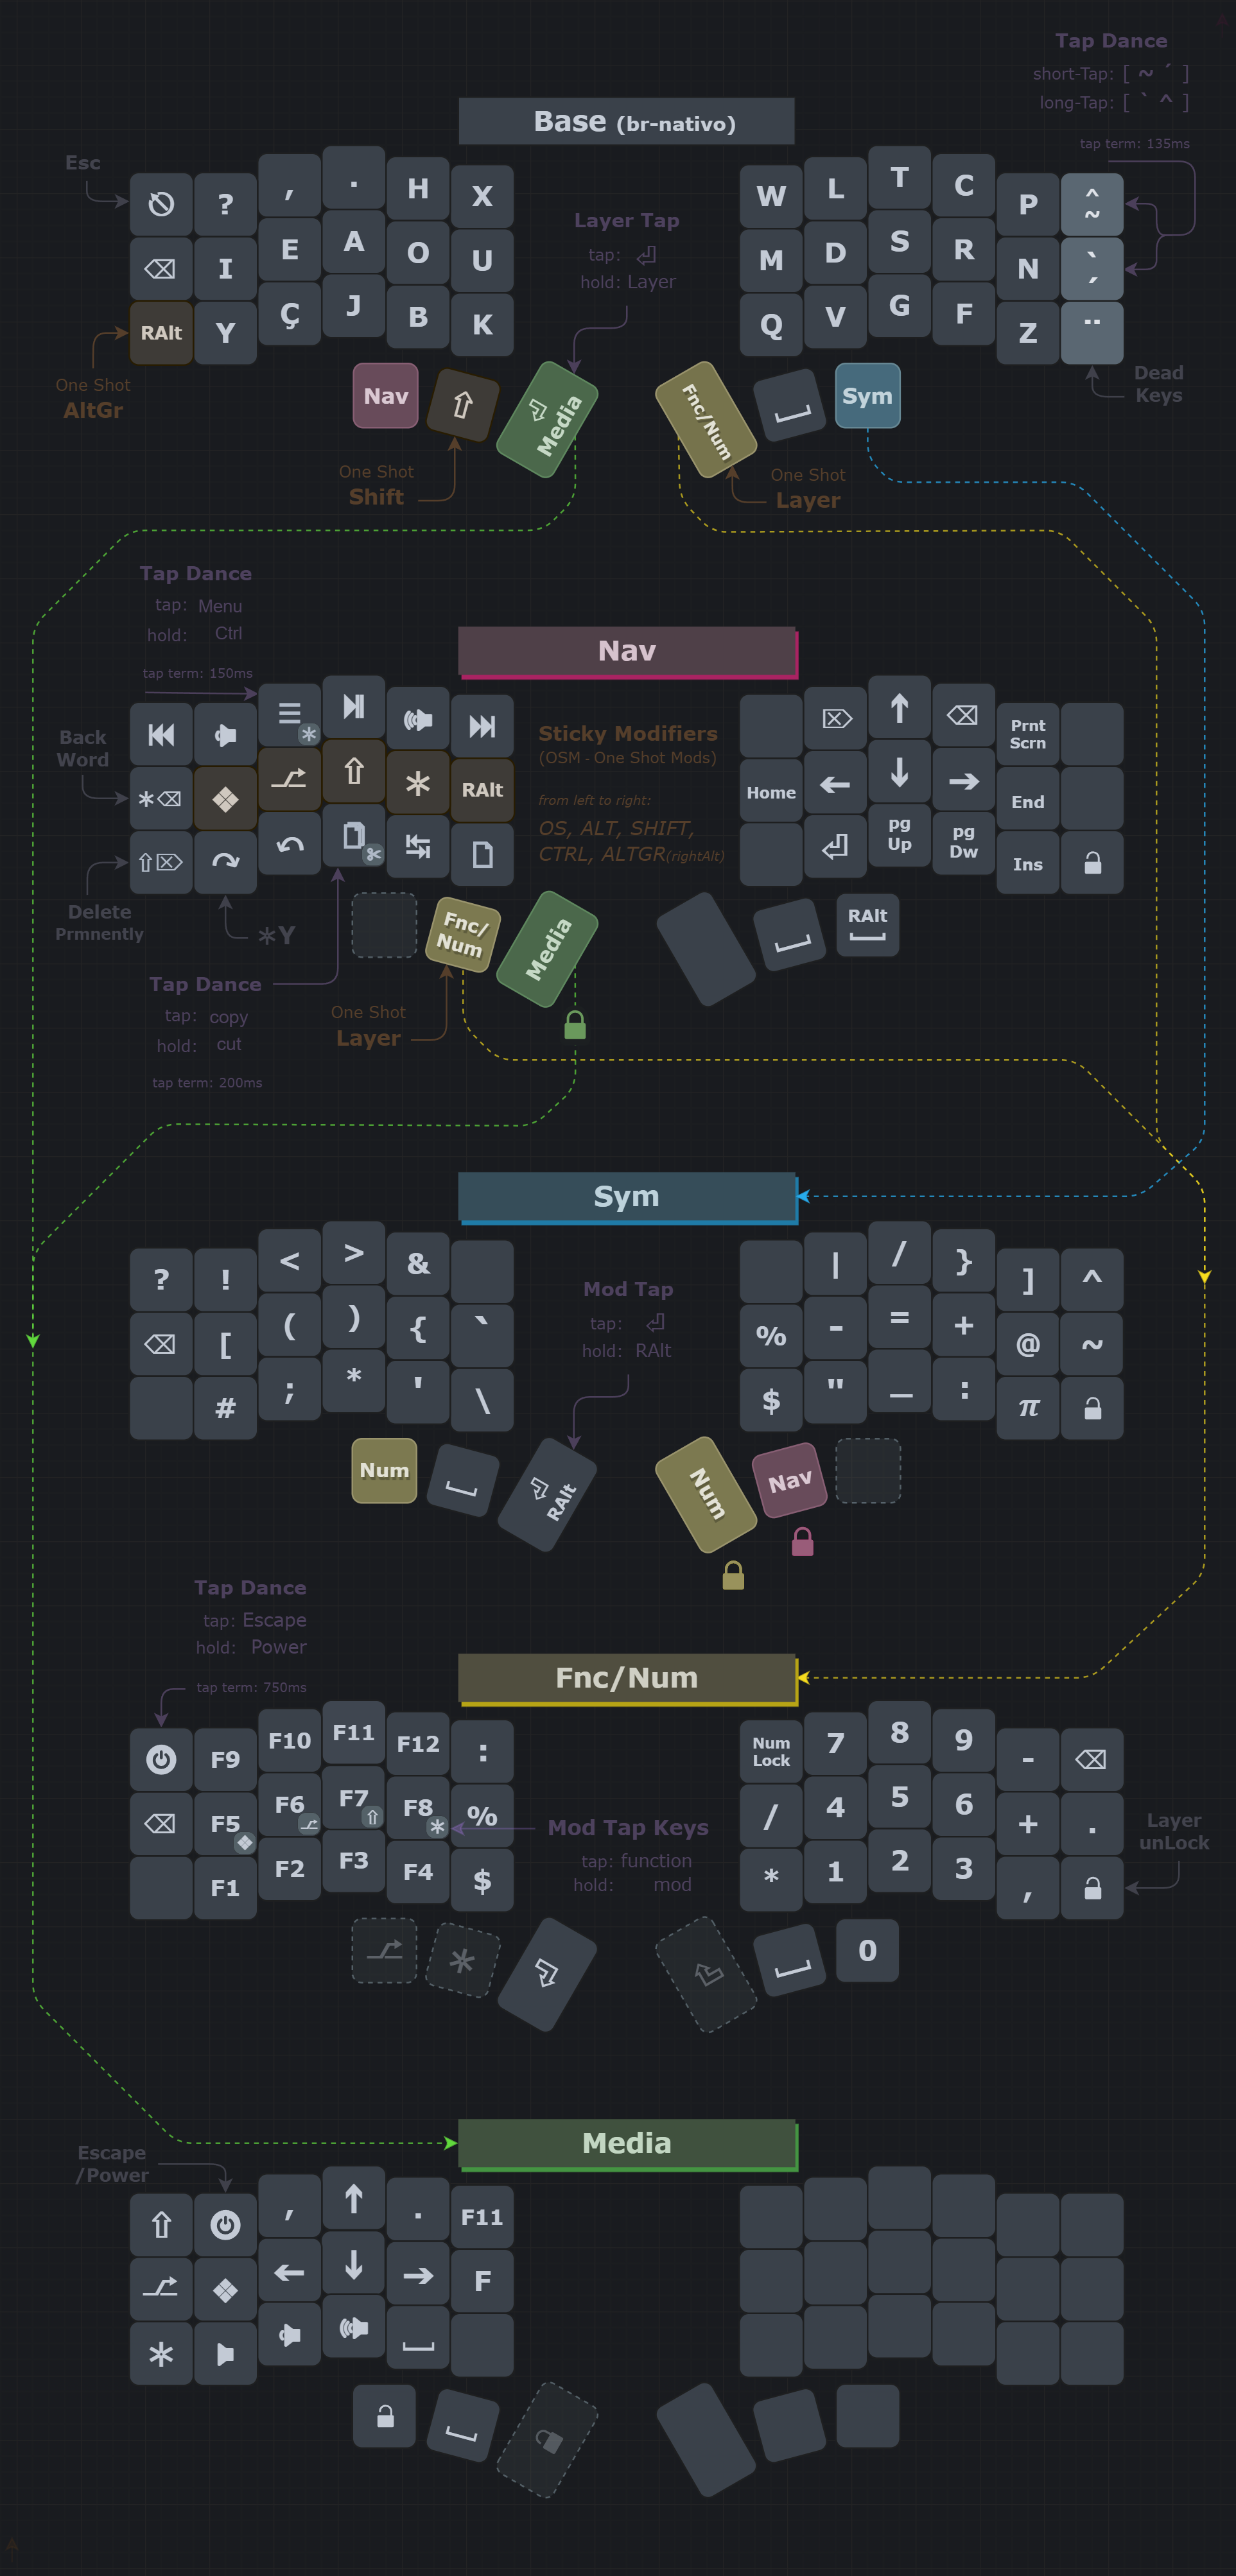 Tap Dance
short-Tap: [ ~ ´ ]
long-Tap: [ ` ^ ]
tap term: 135ms
Base (br-nativo)
Esc
? , . H X
W L T C P ^ ~
I E A O U
M D S R N ` ´
RAlt Y Ç J B K
Q V G F Z ¨
Layer Tap
tap: ⏎
hold: Layer
One Shot
AltGr
Dead
Keys
Nav ⇧ Media
Fnc/Num Sym
One Shot
Shift
One Shot
Layer
Tap Dance
tap: Menu
hold: Ctrl
tap term: 150ms
Nav
Back
Word
Sticky Modifiers
(OSM - One Shot Mods)
from left to right:
OS, ALT, SHIFT,
CTRL, ALTGR(rightAlt)
⌦ ↑ ⌫ Prnt
Scrn
RAlt
Home ← ↓ → End
⏎ pg
Up pg
Dw Ins
Delete
Prmnently
*Y
Fnc/
Num Media
RAlt
Tap Dance
tap: copy
hold: cut
tap term: 200ms
One Shot
Layer
Sym
? ! < > &
| / } ] ^
[ ( ) { `
% - = + @ ~
# ; * ' \
$ " _ : π
Mod Tap
tap: ⏎
hold: RAlt
Num RAlt
Num Nav
Tap Dance
tap: Escape
hold: Power
tap term: 750ms
Fnc/Num
F9 F10 F11 F12 :
Num
Lock 7 8 9 -
F5 F6 F7 F8 %
/ 4 5 6 + .
F1 F2 F3 F4 $
* 1 2 3 ,
Mod Tap Keys
tap: function
hold: mod
Layer
unLock
0
Media
Escape
/Power
⇧ , ↑ . F11
← ↓ → F
*